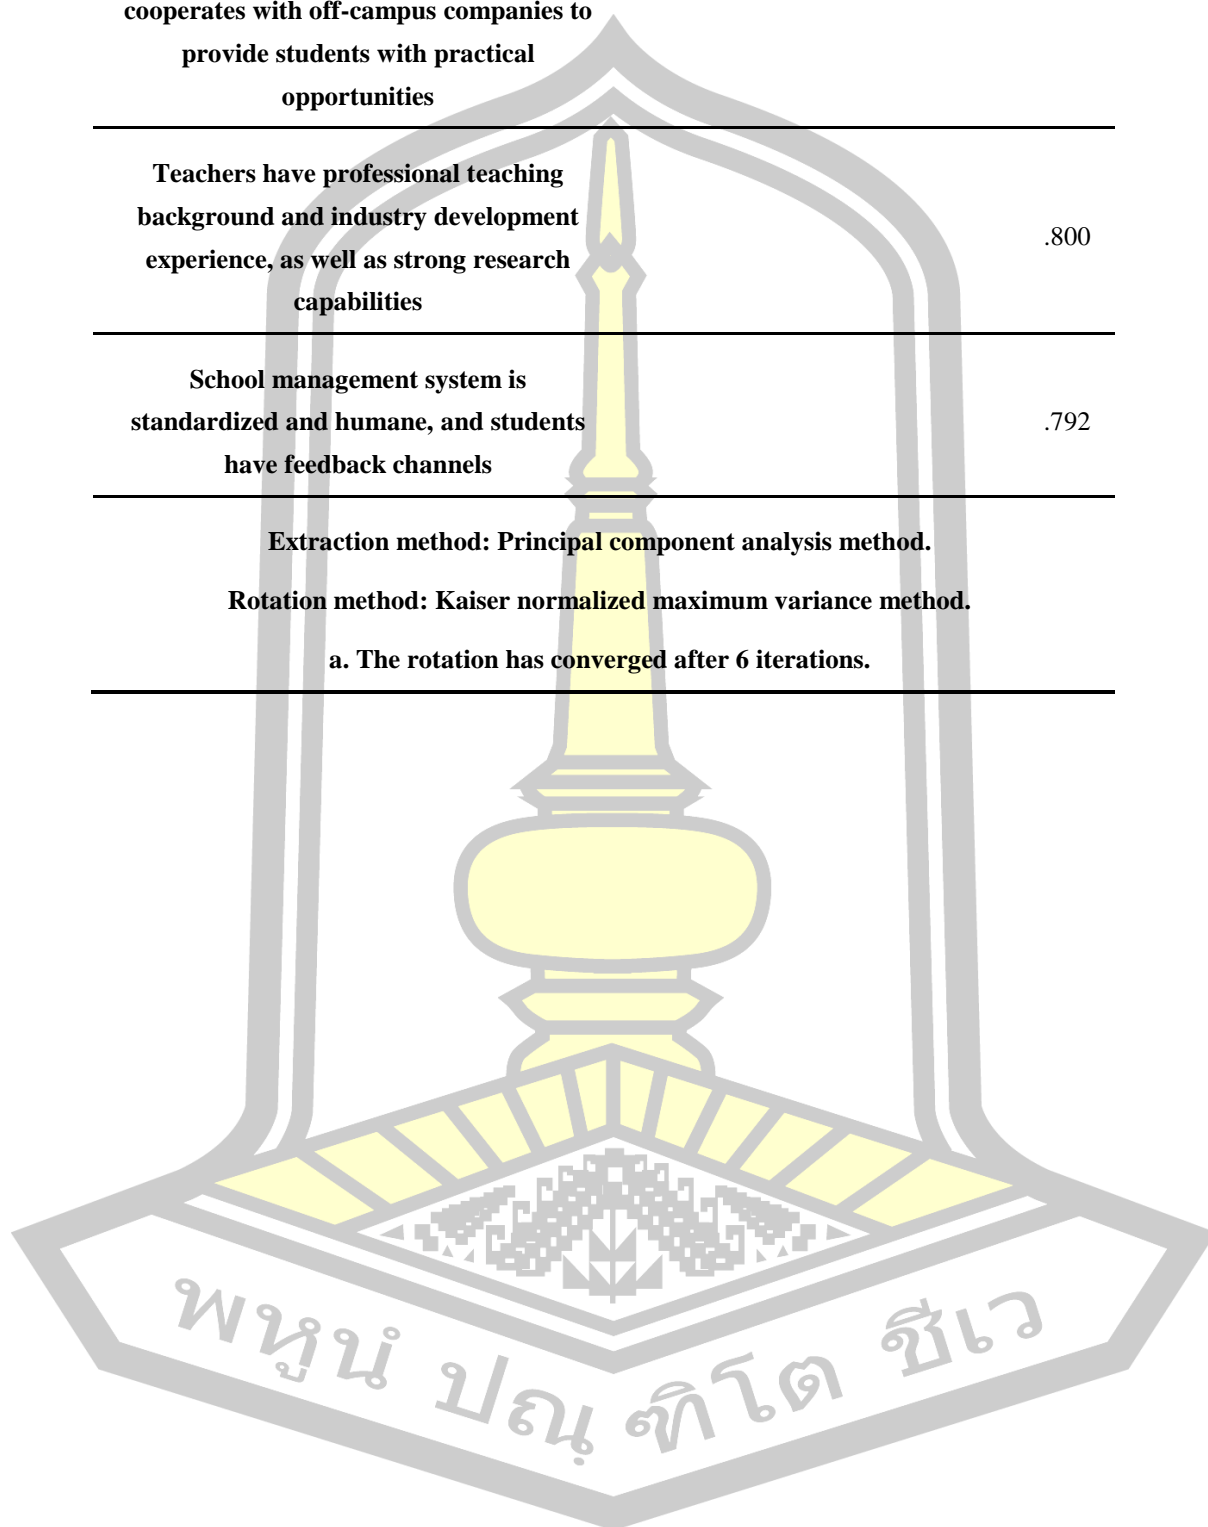 cooperates with off-campus companies to
provide students with practical
opportunities
Teachers have professional teaching
background and industry development
experience, as well as strong research
capabilities
.800
School management system is
standardized and humane, and students
have feedback channels
.792
Extraction method: Principal component analysis method.
Rotation method: Kaiser normalized maximum variance method.
a. The rotation has converged after 6 iterations.
พหูนํ ปณฺ ฑิโต ชีเว